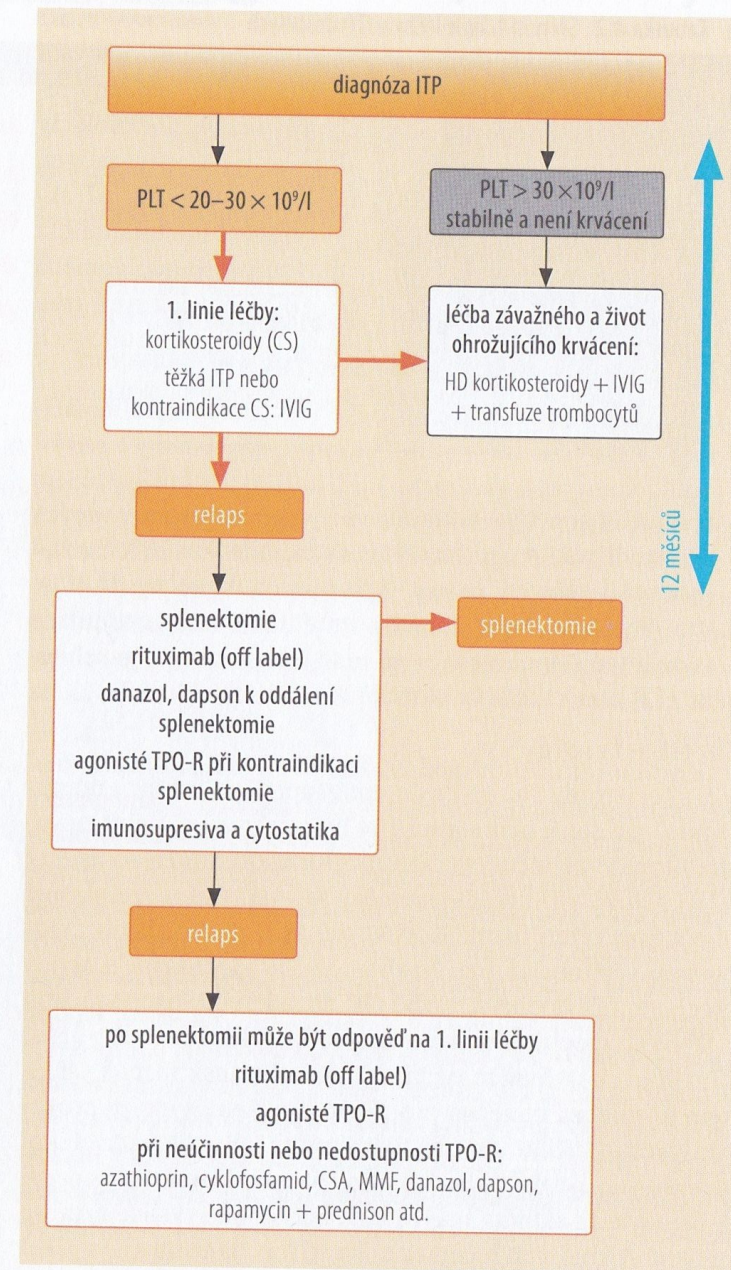 diagnóza ITP
PLT < 20–30 × 10⁹/l
PLT > 30 ×10⁹/l
stabilně a není krvácení
1. linie léčby:
kortikosteroidy (CS)
těžká ITP nebo
kontraindikace CS: IVIG
léčba závažného a život
ohrožujícího krvácení:
HD kortikosteroidy + IVIG
+ transfuze trombocytů
relaps
12 měsíců
splenektomie
rituximab (off label)
danazol, dapson k oddálení
splenektomie
agonisté TPO-R při kontraindikaci
splenektomie
imunosupresiva a cytostatika
splenektomie
relaps
po splenektomii může být odpověď na 1. linii léčby
rituximab (off label)
agonisté TPO-R
při neúčinnosti nebo nedostupnosti TPO-R:
azathioprin, cyklofosfamid, CSA, MMF, danazol, dapson,
rapamycin + prednison atd.